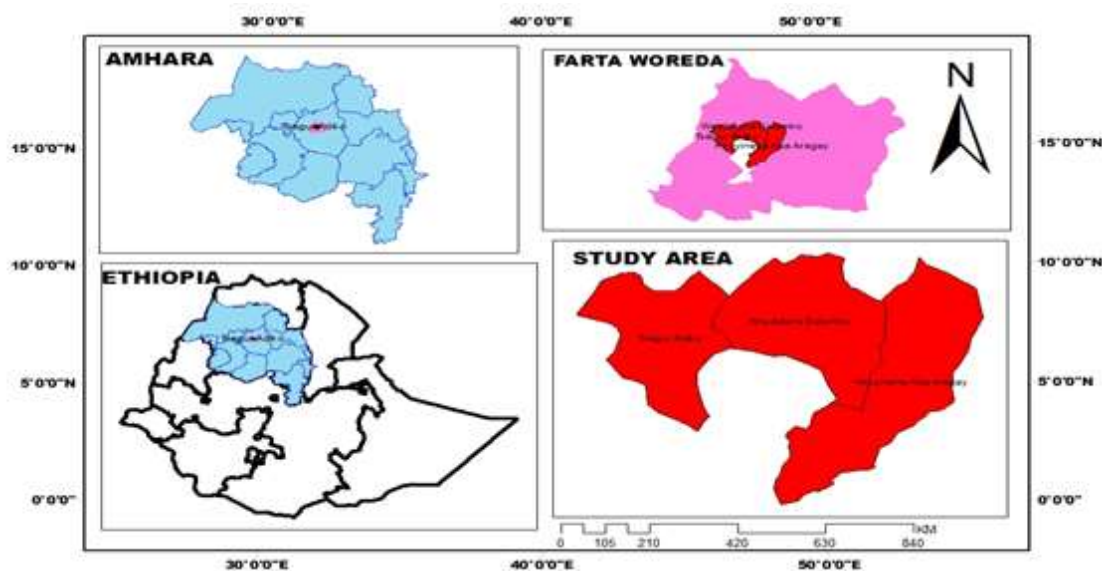 30°0'0"E 40°0'0"E 50°0'0"E
AMHARA
FARTA WOREDA
N
15°0'0"N
15°0'0"N
10°0'0"N
10°0'0"N
ETHIOPIA
STUDY AREA
5°0'0"N
5°0'0"N
0°0'0"
0°0'0"
KM
0 105 210 420 630 840
30°0'0"E 40°0'0"E 50°0'0"E